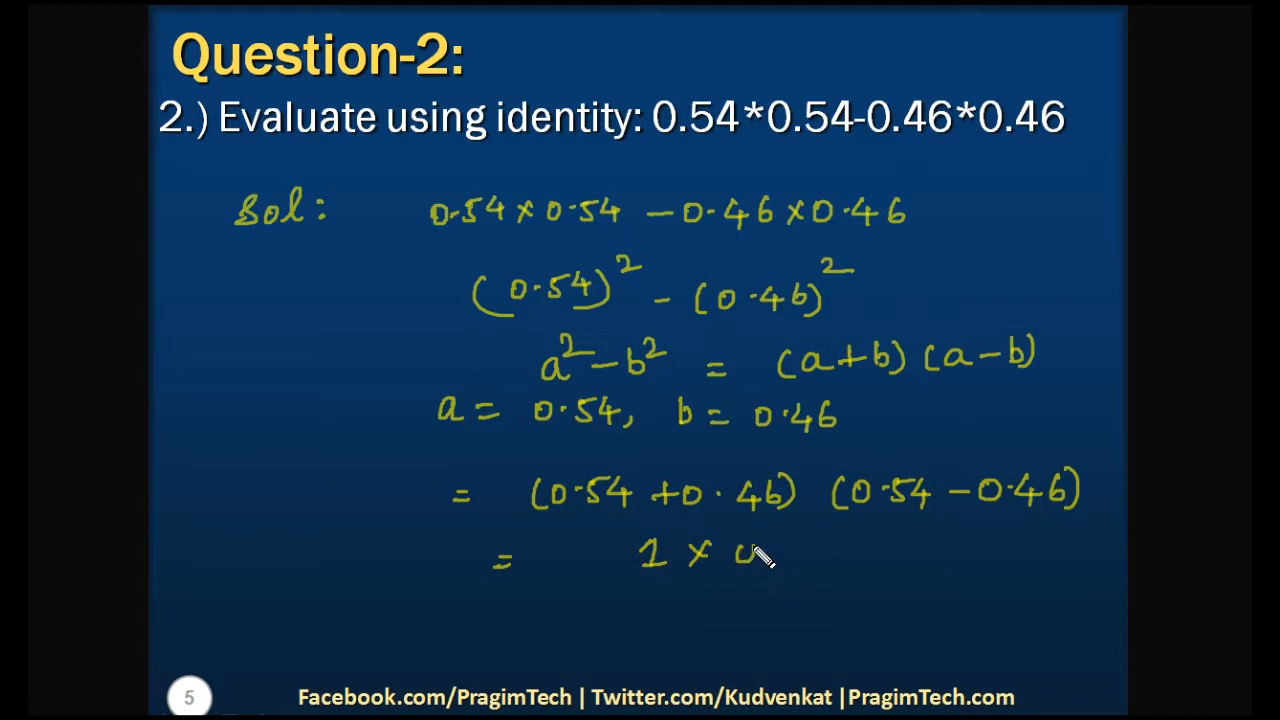 Question-2:
2.) Evaluate using identity: 0.54*0.54-0.46*0.46
Sol: 0.54 × 0.54 - 0.46 × 0.46
(0.54)² - (0.46)²
a² - b² = (a+b) (a-b)
a = 0.54, b = 0.46
= (0.54 + 0.46) (0.54 - 0.46)
= 1 × 0
5 Facebook.com/PragimTech | Twitter.com/Kudvenkat |PragimTech.com